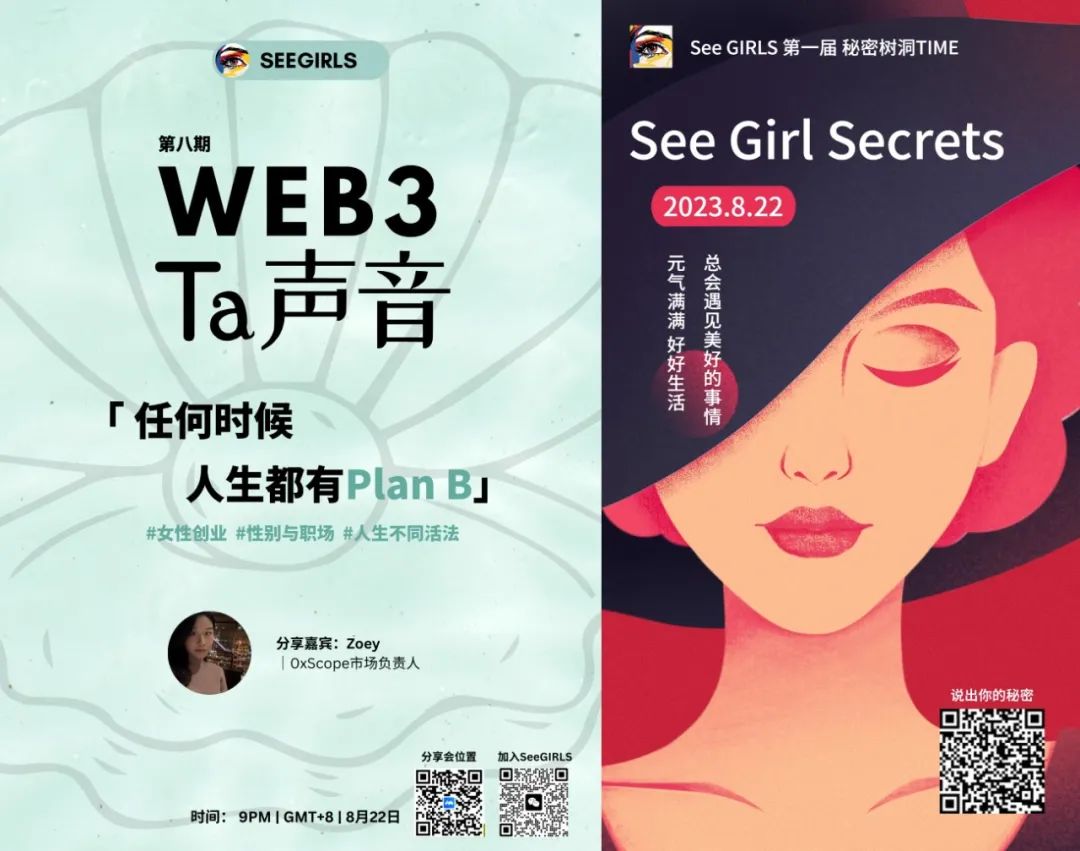 SEEGIRLS
第八期
WEB3
Ta声音
「任何时候
人生都有Plan B」
#女性创业 #性别与职场 #人生不同活法
分享嘉宾：Zoey
｜0xScope市场负责人
分享会位置
加入SeeGIRLS
时间： 9PM | GMT+8 | 8月22日
See GIRLS 第一届 秘密树洞TIME
See Girl Secrets
2023.8.22
总会遇见美好的事情
元气满满 好好生活
说出你的秘密